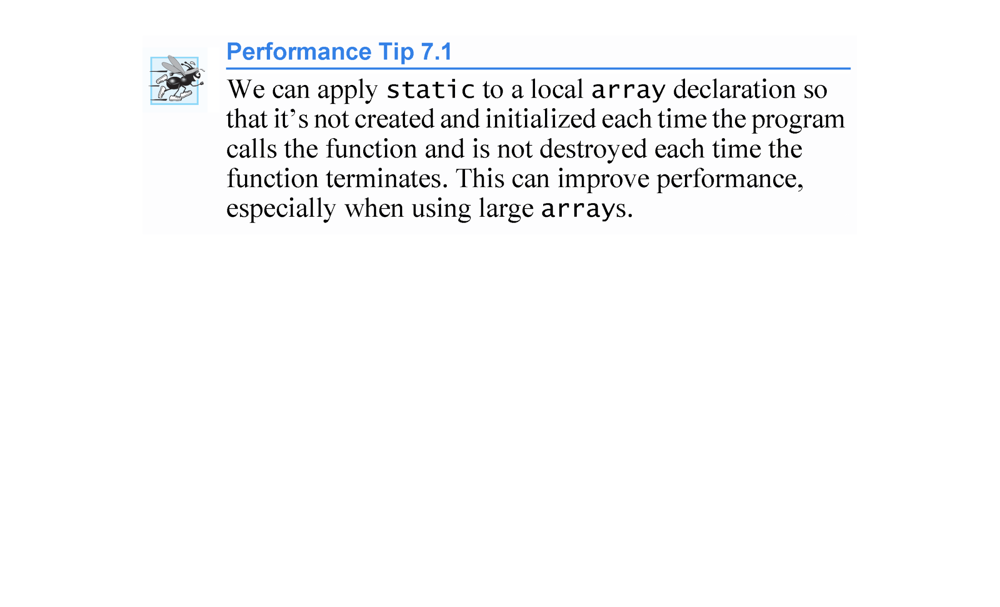 Performance Tip 7.1
We can apply static to a local array declaration so
that it’s not created and initialized each time the program
calls the function and is not destroyed each time the
function terminates. This can improve performance,
especially when using large arrays.